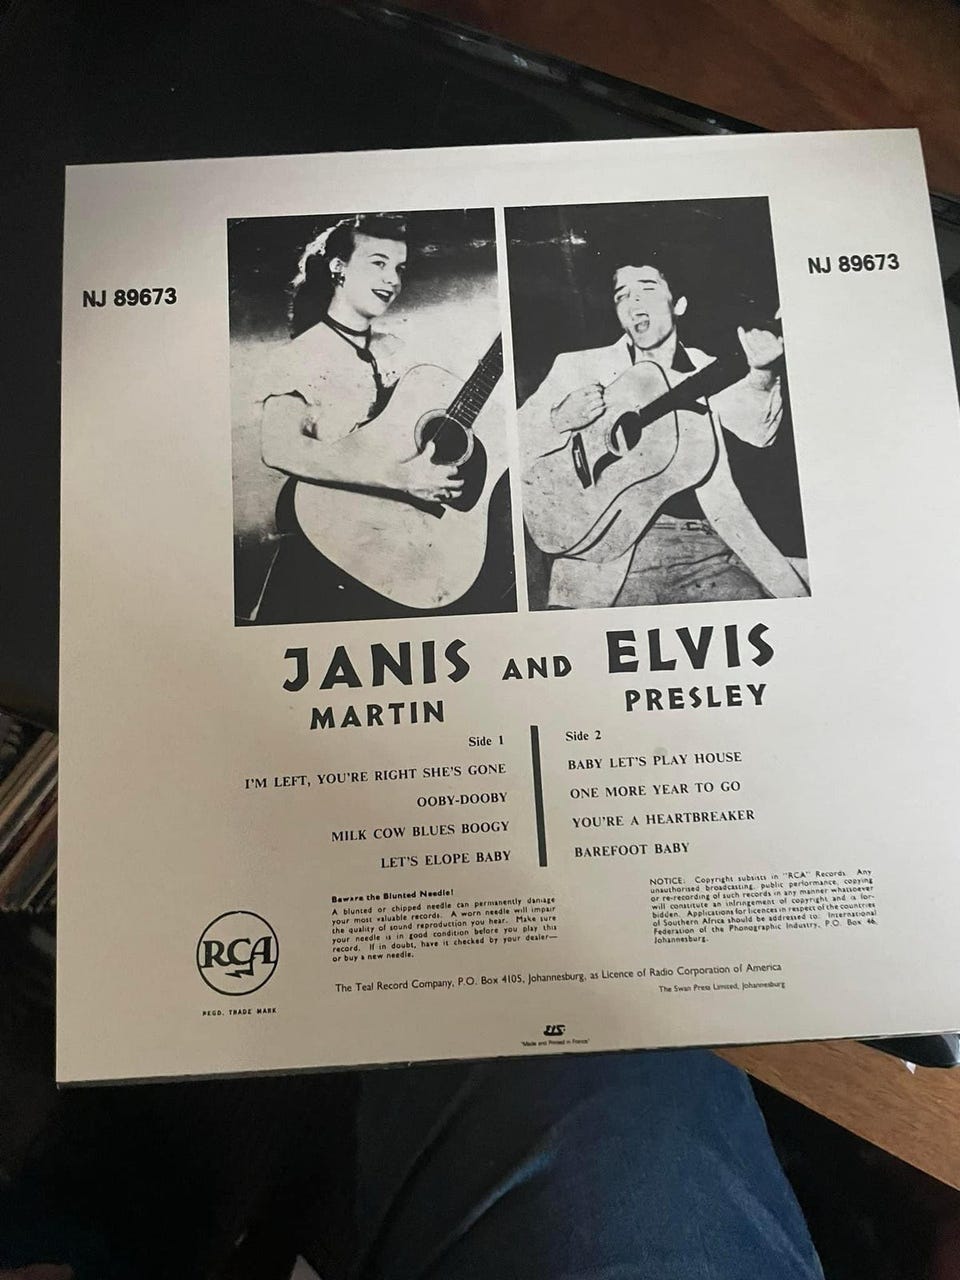 NJ 89673
NJ 89673
JANIS AND ELVIS
MARTIN PRESLEY
Side 1
I'M LEFT, YOU'RE RIGHT SHE'S GONE
OOBY-DOOBY
MILK COW BLUES BOOGY
LET'S ELOPE BABY
Side 2
BABY LET'S PLAY HOUSE
ONE MORE YEAR TO GO
YOU'RE A HEARTBREAKER
BAREFOOT BABY
Beware the Blunted Needle!
A blunted or chipped needle can permanently damage
your most valuable records. A worn needle will impair
the quality of sound reproduction you hear. Make sure
your needle is in good condition before you play this
record. If in doubt, have it checked by your dealer—
or buy a new needle.
NOTICE: Copyright subsists in "RCA" Records. Any
unauthorised broadcasting, public performance, copying
or re-recording of such records in any manner whatsoever
will constitute an infringement of copyright and is for-
bidden. Applications for licences in respect of the countries
of Southern Africa should be addressed to: International
Federation of the Phonographic Industry, P.O. Box 46,
Johannesburg.
RCA
REGD. TRADE MARK
The Teal Record Company, P.O. Box 4105, Johannesburg, as Licence of Radio Corporation of America
The Swan Press Limited, Johannesburg
"Made and Printed in France"